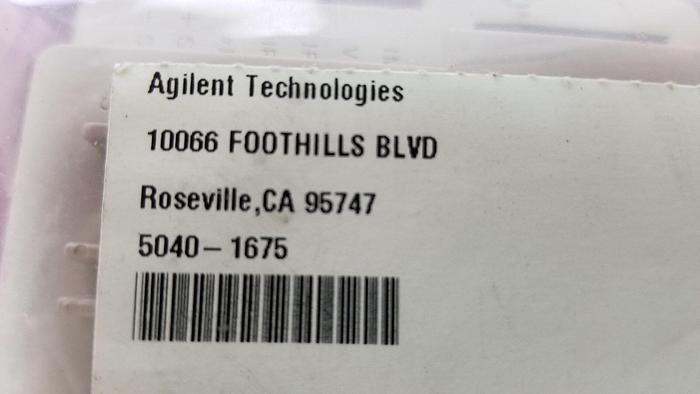 Agilent Technologies
10066 FOOTHILLS BLVD
Roseville,CA 95747
5040-1675